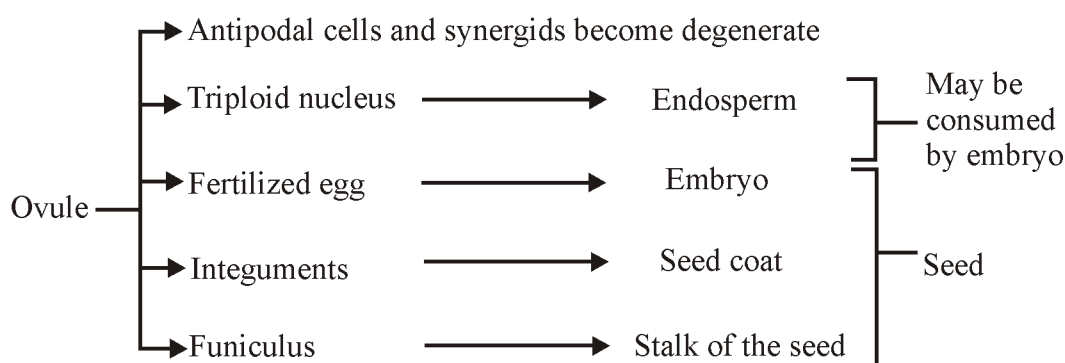 Antipodal cells and synergids become degenerate
Triploid nucleus
Endosperm
May be
consumed
by embryo
Fertilized egg
Embryo
Ovule
Integuments
Seed coat
Seed
Funiculus
Stalk of the seed